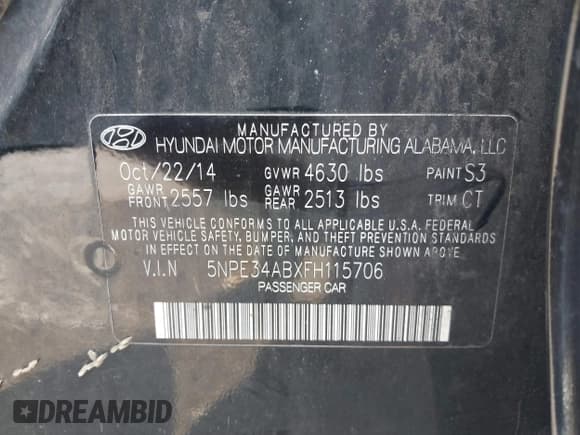 MANUFACTURED BY
HYUNDAI MOTOR MANUFACTURING ALABAMA, LLC
Oct/22/14 GVWR 4630 lbs PAINT S3
GAWR FRONT 2557 lbs GAWR REAR 2513 lbs TRIM CT
THIS VEHICLE CONFORMS TO ALL APPLICABLE U.S.A. FEDERAL
MOTOR VEHICLE SAFETY, BUMPER, AND THEFT PREVENTION STANDARDS
IN EFFECT ON THE DATE OF MANUFACTURE SHOWN ABOVE.
V.I.N 5NPE34ABXFH115706
PASSENGER CAR
DREAMBID